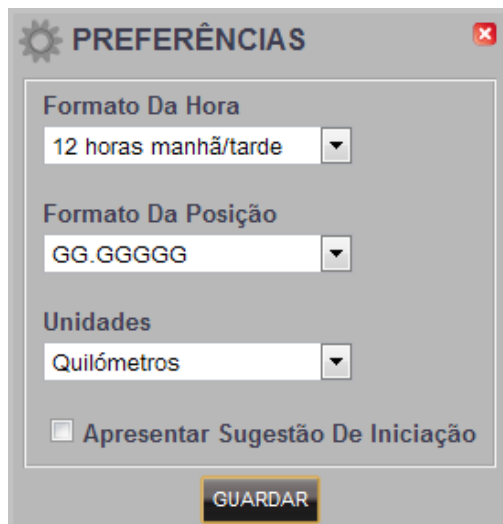 PREFERÊNCIAS
Formato Da Hora
12 horas manhã/tarde
Formato Da Posição
GG.GGGGG
Unidades
Quilómetros
Apresentar Sugestão De Iniciação
GUARDAR